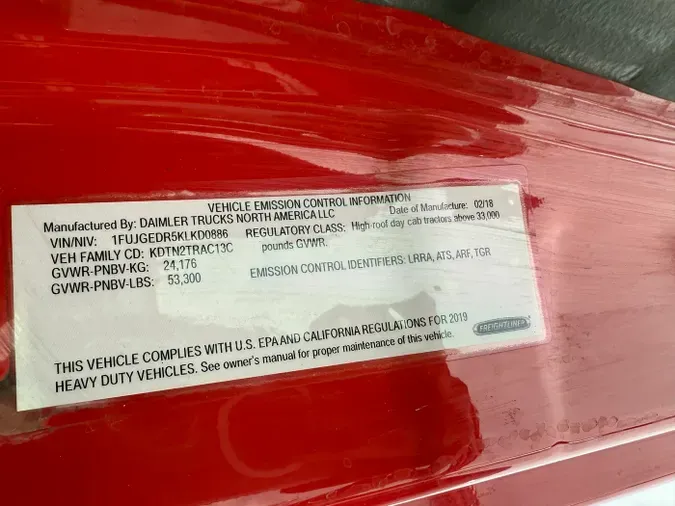 VEHICLE EMISSION CONTROL INFORMATION
Manufactured By: DAIMLER TRUCKS NORTH AMERICA LLC Date of Manufacture: 02/18
VIN/NIV: 1FUJGEDR5KLKD0886 REGULATORY CLASS: High-roof day cab tractors above 33,000
VEH FAMILY CD: KDTN2TRAC13C pounds GVWR.
GVWR-PNBV-KG: 24,176 EMISSION CONTROL IDENTIFIERS: LRRA, ATS, ARF, TGR
GVWR-PNBV-LBS: 53,300
THIS VEHICLE COMPLIES WITH U.S. EPA AND CALIFORNIA REGULATIONS FOR 2019
HEAVY DUTY VEHICLES. See owner's manual for proper maintenance of this vehicle.
FREIGHTLINER